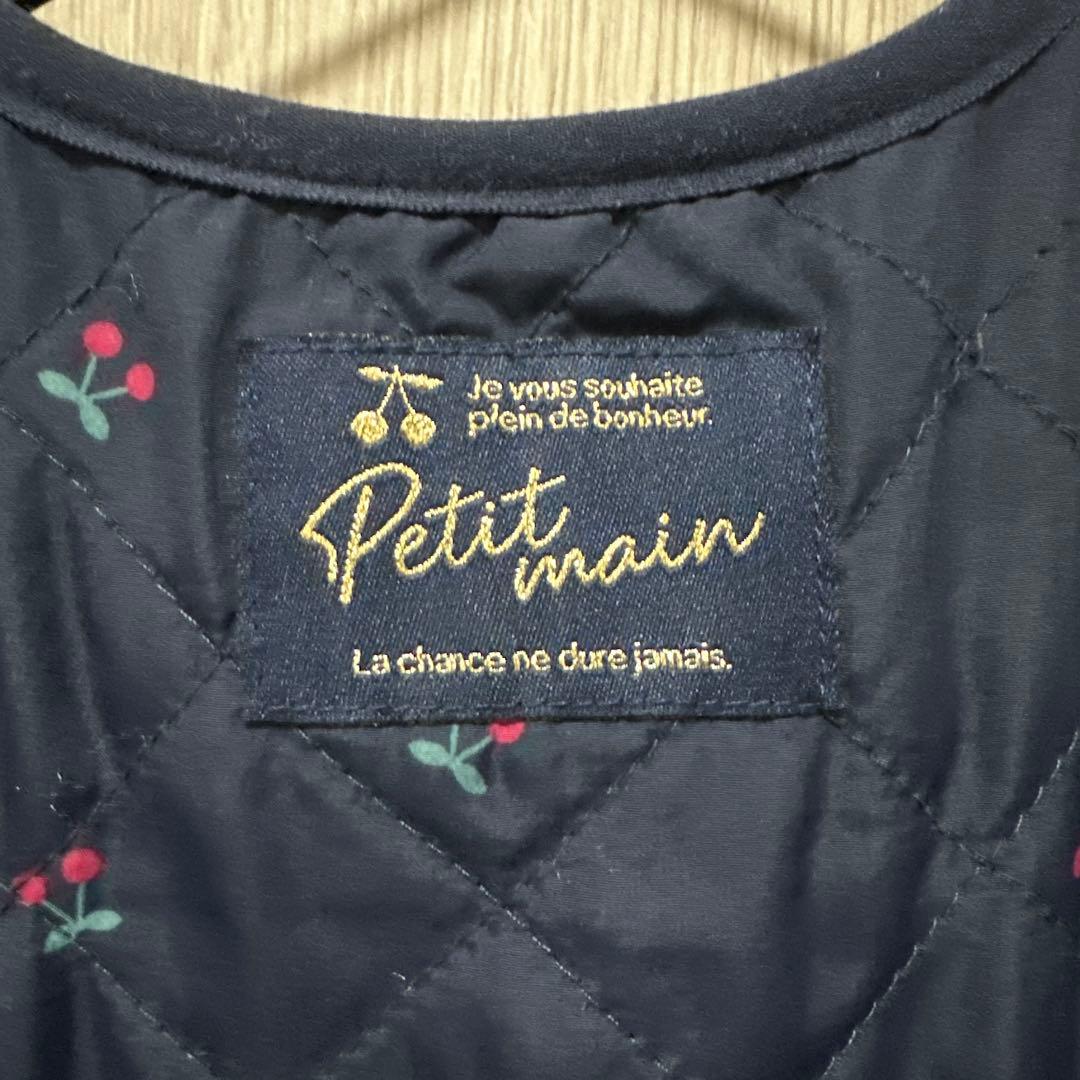 Je vous souhaite
plein de bonheur.
Petit
main
La chance ne dure jamais.